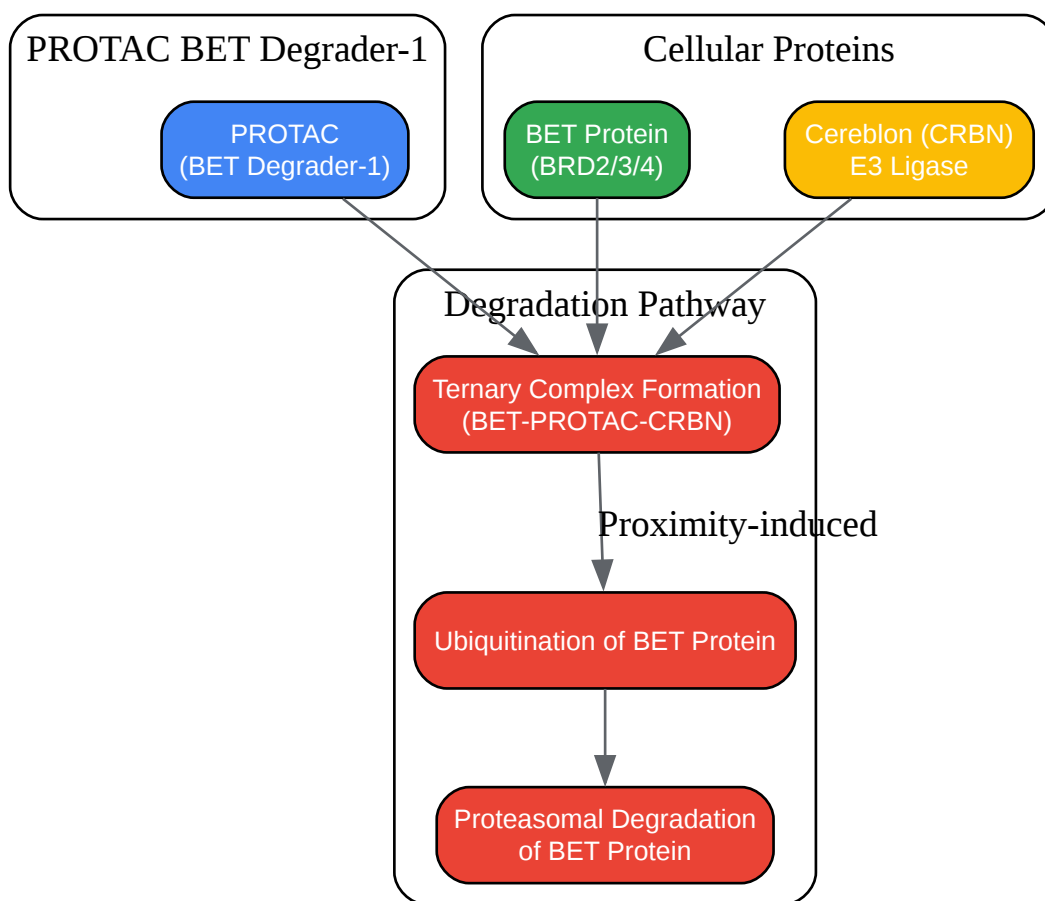 PROTAC BET Degrader-1
Cellular Proteins
PROTAC
(BET Degrader-1)
BET Protein
(BRD2/3/4)
Cereblon (CRBN)
E3 Ligase
Degradation Pathway
Ternary Complex Formation
(BET-PROTAC-CRBN)
Proximity-induced
Ubiquitination of BET Protein
Proteasomal Degradation
of BET Protein